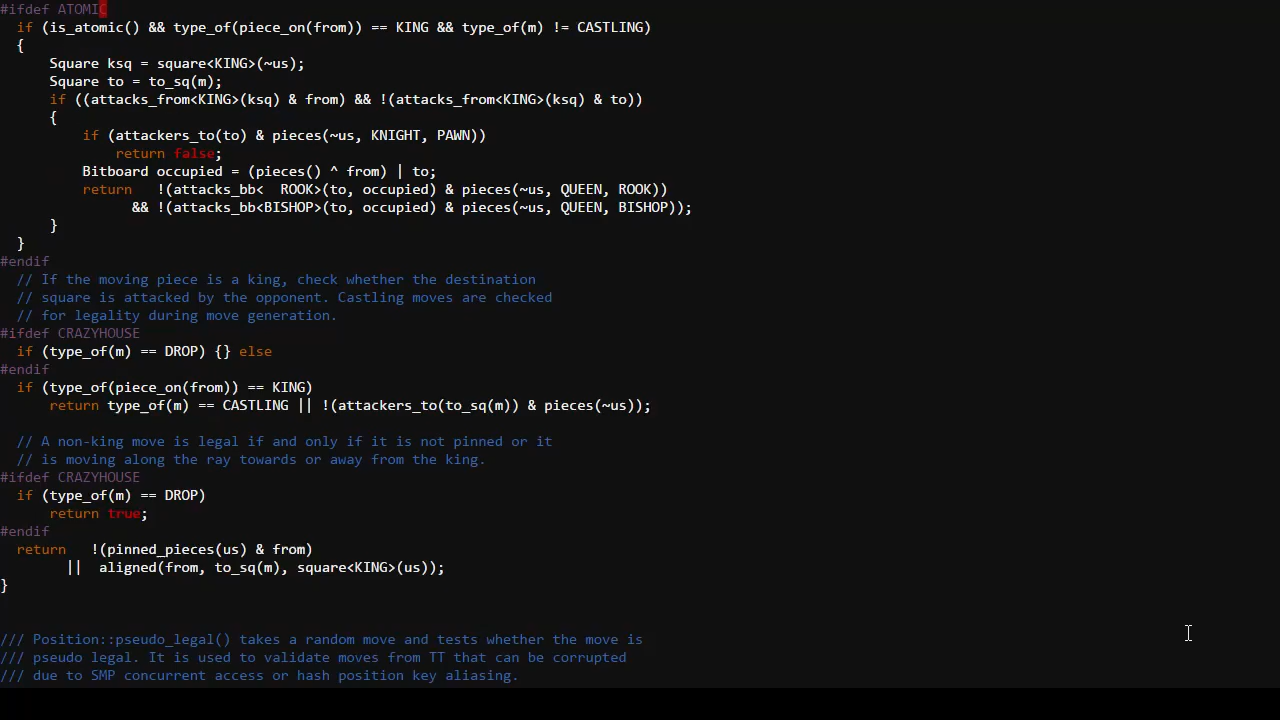 #ifdef ATOMIC
  if (is_atomic() && type_of(piece_on(from)) == KING && type_of(m) != CASTLING)
  {
      Square ksq = square<KING>(~us);
      Square to = to_sq(m);
      if ((attacks_from<KING>(ksq) & from) && !(attacks_from<KING>(ksq) & to))
      {
          if (attackers_to(to) & pieces(~us, KNIGHT, PAWN))
              return false;
          Bitboard occupied = (pieces() ^ from) | to;
          return   !(attacks_bb<  ROOK>(to, occupied) & pieces(~us, QUEEN, ROOK))
                && !(attacks_bb<BISHOP>(to, occupied) & pieces(~us, QUEEN, BISHOP));
      }
  }
#endif
  // If the moving piece is a king, check whether the destination
  // square is attacked by the opponent. Castling moves are checked
  // for legality during move generation.
#ifdef CRAZYHOUSE
  if (type_of(m) == DROP) {} else
#endif
  if (type_of(piece_on(from)) == KING)
      return type_of(m) == CASTLING || !(attackers_to(to_sq(m)) & pieces(~us));

  // A non-king move is legal if and only if it is not pinned or it
  // is moving along the ray towards or away from the king.
#ifdef CRAZYHOUSE
  if (type_of(m) == DROP)
      return true;
#endif
  return   !(pinned_pieces(us) & from)
        ||  aligned(from, to_sq(m), square<KING>(us));
}


/// Position::pseudo_legal() takes a random move and tests whether the move is
/// pseudo legal. It is used to validate moves from TT that can be corrupted
/// due to SMP concurrent access or hash position key aliasing.